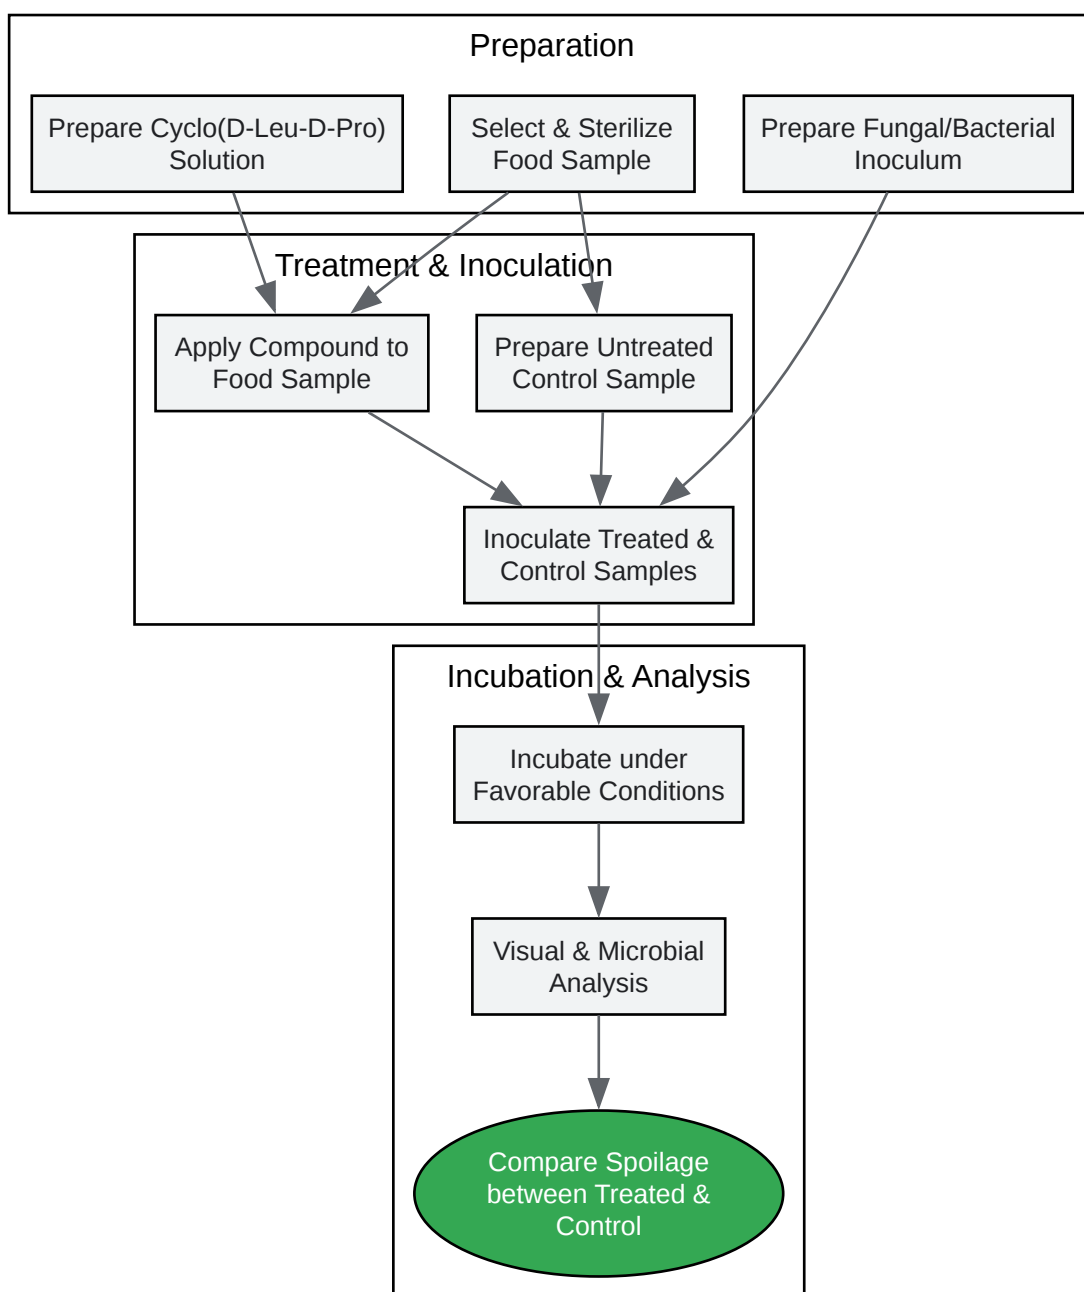 Preparation
Prepare Cyclo(D-Leu-D-Pro)
Solution
Select & Sterilize
Food Sample
Prepare Fungal/Bacterial
Inoculum
Treatment & Inoculation
Apply Compound to
Food Sample
Prepare Untreated
Control Sample
Inoculate Treated &
Control Samples
Incubation & Analysis
Incubate under
Favorable Conditions
Visual & Microbial
Analysis
Compare Spoilage
between Treated &
Control